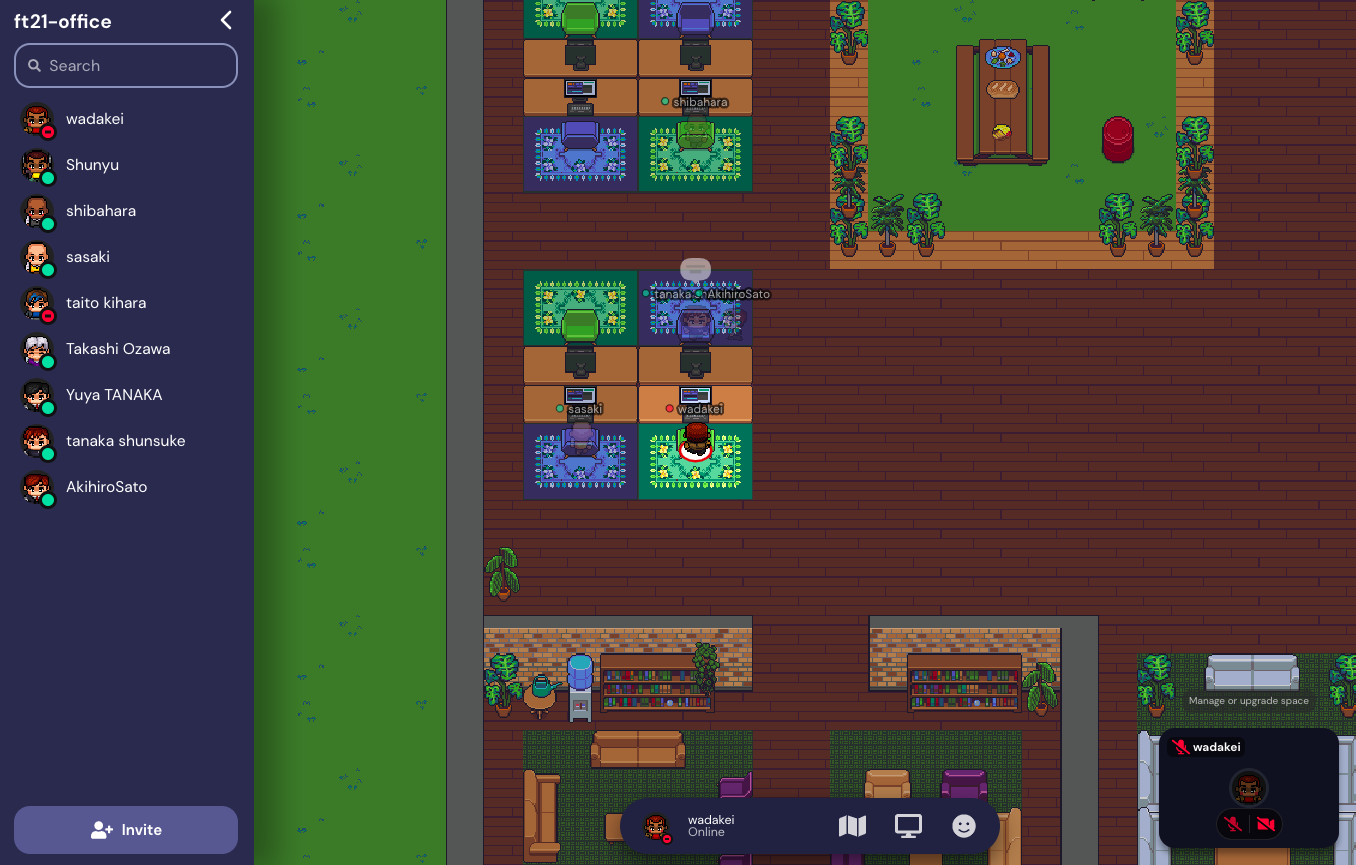 ft21-office
Search
wadakei
Shunyu
shibahara
sasaki
taito kihara
Takashi Ozawa
Yuya TANAKA
tanaka shunsuke
AkihiroSato
Invite
shibahara
AkihiroSato
sasaki
wadakei
Manage or upgrade space
wadakei
wadakei
Online